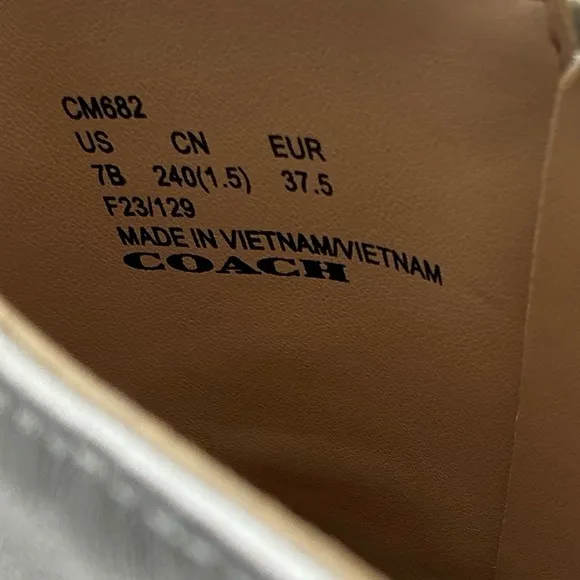 CM682
US CN EUR
7B 240(1.5) 37.5
F23/129
MADE IN VIETNAM/VIETNAM
COACH